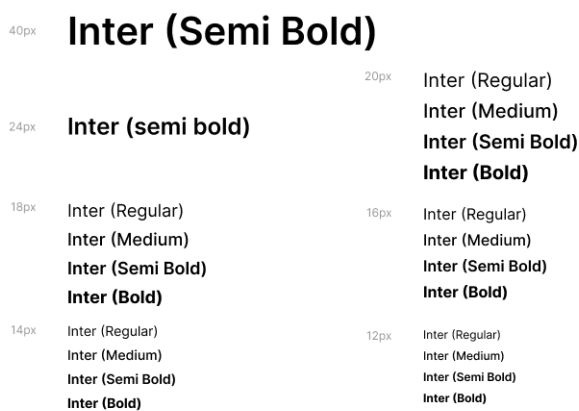 40px
Inter (Semi Bold)
24px
Inter (semi bold)
20px
Inter (Regular)
Inter (Medium)
Inter (Semi Bold)
Inter (Bold)
18px
Inter (Regular)
Inter (Medium)
Inter (Semi Bold)
Inter (Bold)
16px
Inter (Regular)
Inter (Medium)
Inter (Semi Bold)
Inter (Bold)
14px
Inter (Regular)
Inter (Medium)
Inter (Semi Bold)
Inter (Bold)
12px
Inter (Regular)
Inter (Medium)
Inter (Semi Bold)
Inter (Bold)